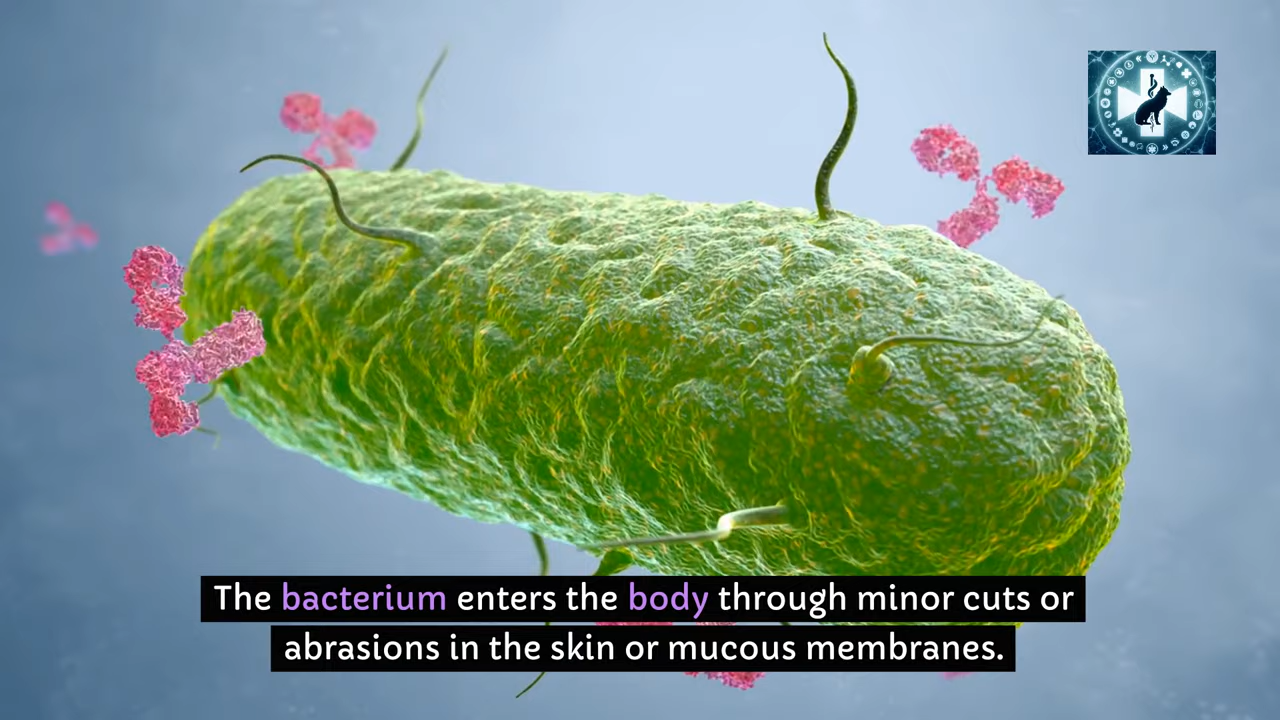 The bacterium enters the body through minor cuts or
abrasions in the skin or mucous membranes.